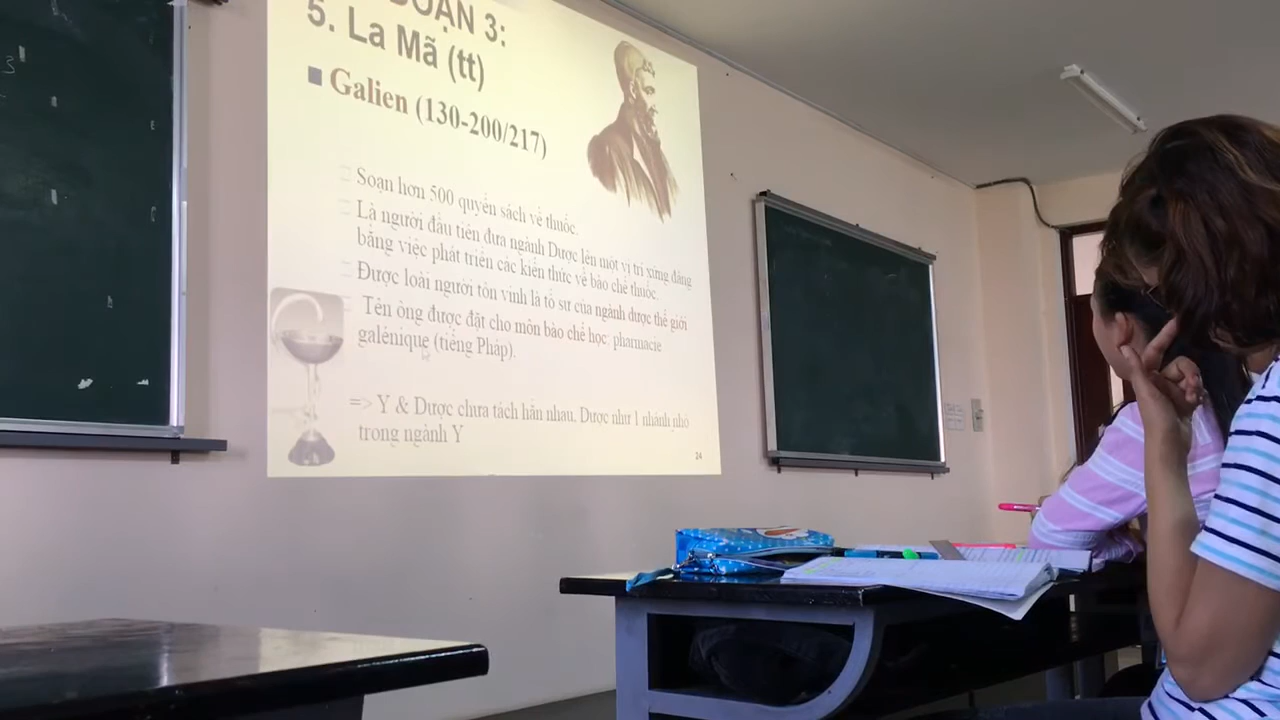 ĐOẠN 3:
5. La Mã (tt)
Galien (130-200/217)
Soạn hơn 500 quyển sách về thuốc.
Là người đầu tiên đưa ngành Dược lên một vị trí xứng đáng
bằng việc phát triển các kiến thức về bào chế thuốc.
Được loài người tôn vinh là tổ sư của ngành dược thế giới
Tên ông được đặt cho môn bào chế học: pharmacie
galénique (tiếng Pháp).
=> Y & Dược chưa tách hẳn nhau. Dược như 1 nhánh nhỏ
trong ngành Y
24